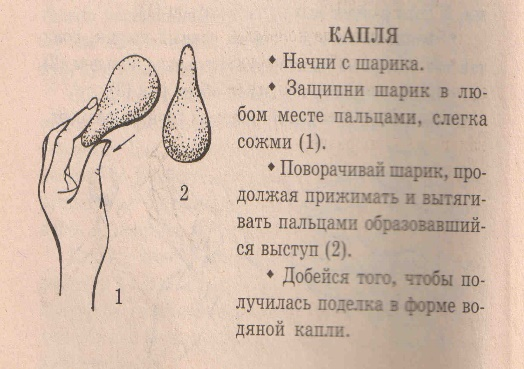 КАПЛЯ
♦ Начни с шарика.
♦ Защипни шарик в лю-
бом месте пальцами, слегка
сожми (1).
♦ Поворачивай шарик, про-
должая прижимать и вытяги-
вать пальцами образовавший-
ся выступ (2).
♦ Добейся того, чтобы по-
лучилась поделка в форме во-
дяной капли.
2
1